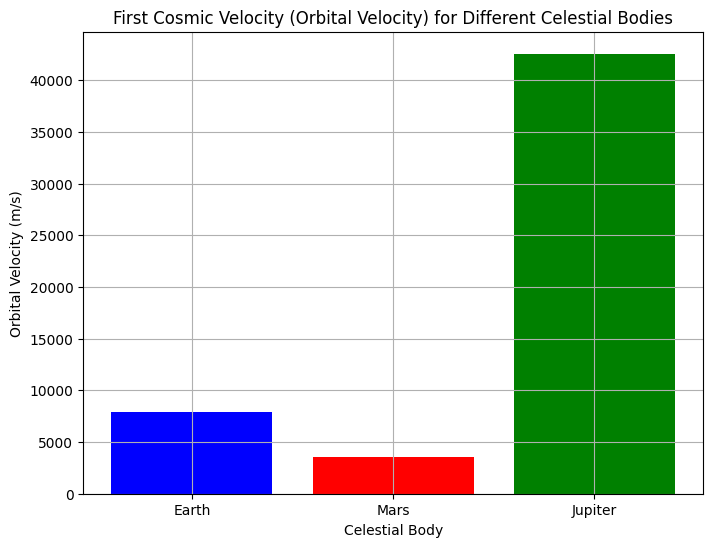 First Cosmic Velocity (Orbital Velocity) for Different Celestial Bodies
Orbital Velocity (m/s)
40000
35000
30000
25000
20000
15000
10000
5000
0
Earth Mars Jupiter
Celestial Body